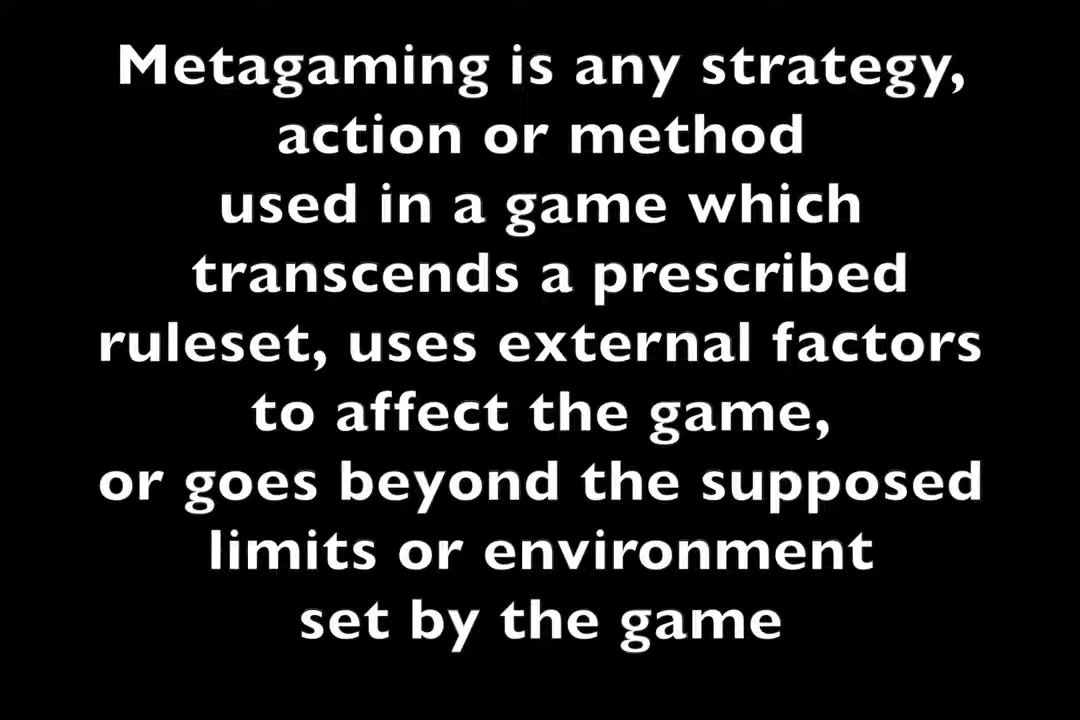 Metagaming is any strategy,
action or method
used in a game which
transcends a prescribed
ruleset, uses external factors
to affect the game,
or goes beyond the supposed
limits or environment
set by the game